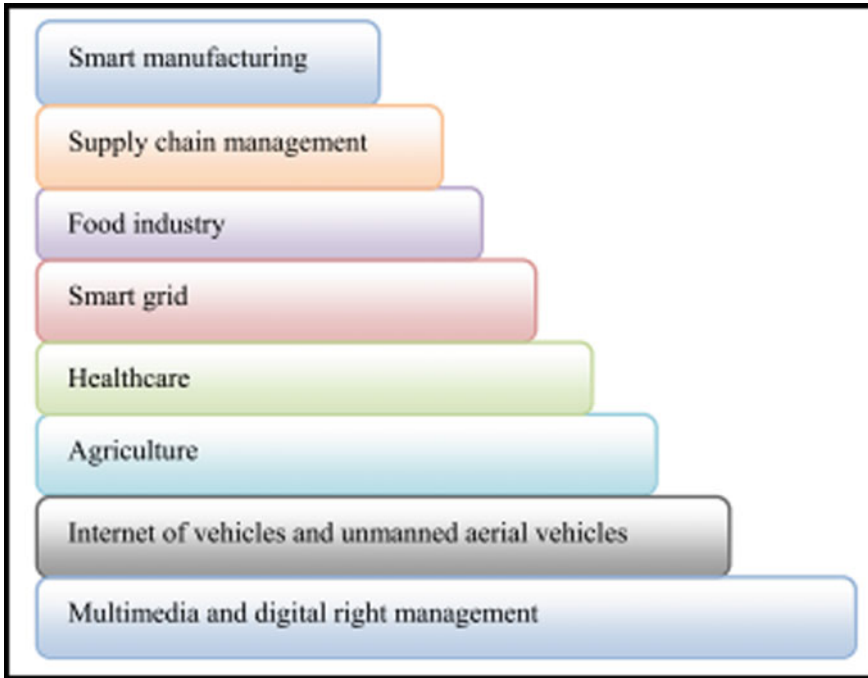 Smart manufacturing
Supply chain management
Food industry
Smart grid
Healthcare
Agriculture
Internet of vehicles and unmanned aerial vehicles
Multimedia and digital right management